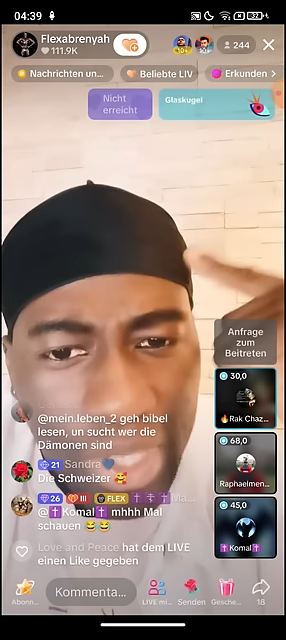 04:39
Flexabrenyah
111.9K
244
Nachrichten un...
Beliebte LIV
Erkunden
Nicht
erreicht
Glaskugel
Anfrage
zum
Beitreten
30,0
Rak Chaz...
68,0
Raphaelmen...
45,0
Komal
@mein.leben_2 geh bibel
lesen, un sucht wer die
Dämonen sind
21 Sandra
Die Schweizer
26 III FLEX Ma...
@Komal mhhh Mal
schauen
Love and Peace hat dem LIVE
einen Like gegeben
Abonn...
Kommenta...
LIVE mi...
Senden
Gesche...
18